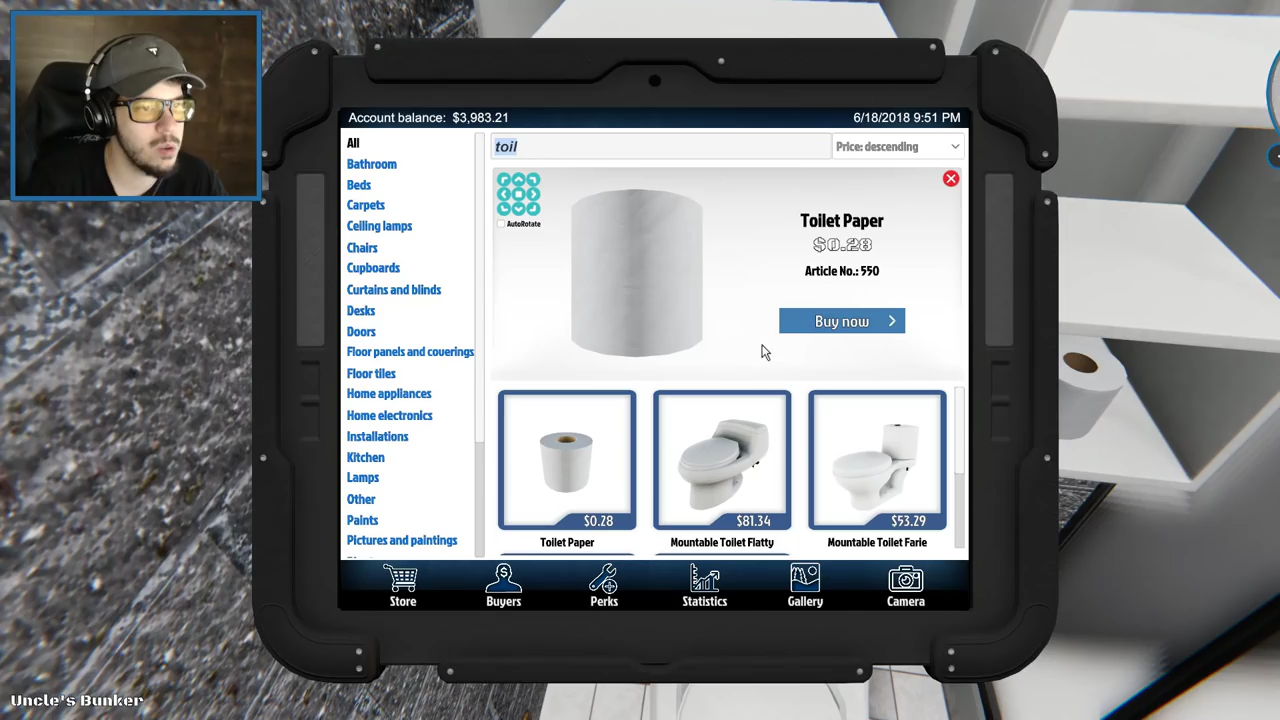 Account balance: $3,983.21
6/18/2018 9:51 PM
All
Bathroom
Beds
Carpets
Ceiling lamps
Chairs
Cupboards
Curtains and blinds
Desks
Doors
Floor panels and coverings
Floor tiles
Home appliances
Home electronics
Installations
Kitchen
Lamps
Other
Paints
Pictures and paintings
toil
Price: descending
AutoRotate
Toilet Paper
$0.28
Article No.: 550
Buy now
$0.28
$81.34
$53.29
Toilet Paper
Mountable Toilet Flatty
Mountable Toilet Farie
Store
Buyers
Perks
Statistics
Gallery
Camera
Uncle's Bunker